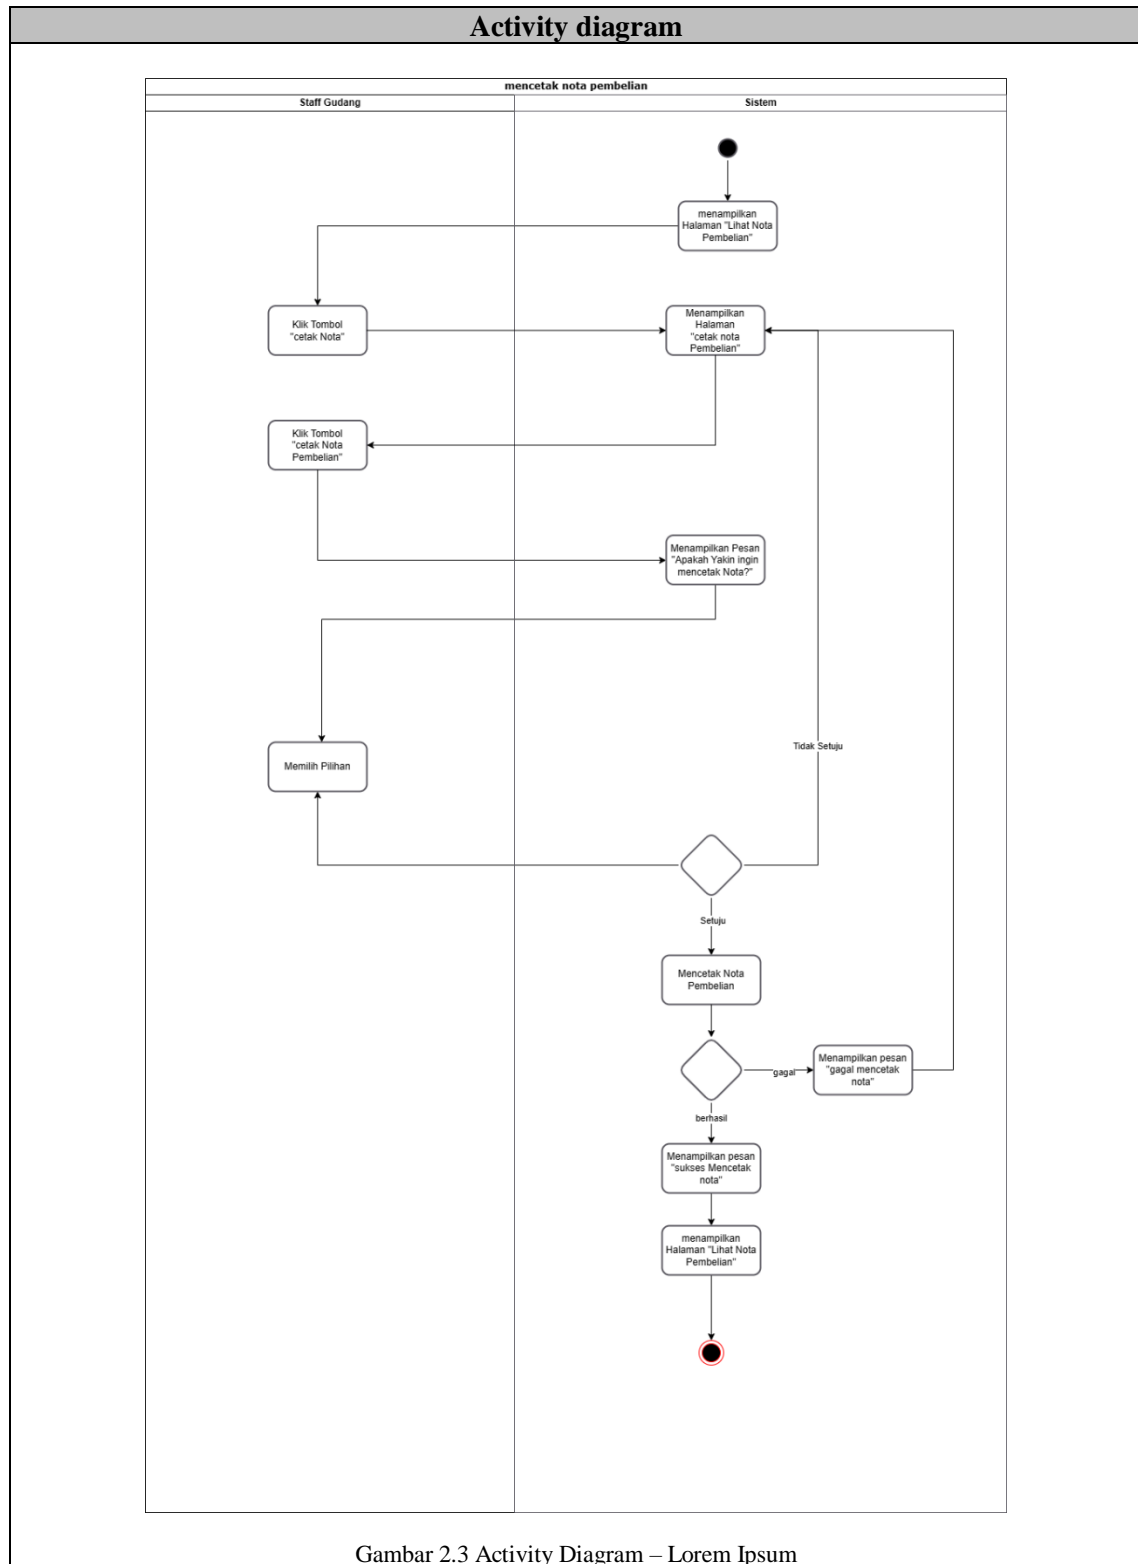 Activity diagram
mencetak nota pembelian
Staff Gudang
Sistem
menampilkan
Halaman "Lihat Nota
Pembelian"
Klik Tombol
"cetak Nota"
Menampilkan
Halaman
"cetak nota
Pembelian"
Klik Tombol
"cetak Nota
Pembelian"
Menampilkan Pesan
"Apakah Yakin ingin
mencetak Nota?"
Memilih Pilihan
Tidak Setuju
Setuju
Mencetak Nota
Pembelian
gagal
Menampilkan pesan
"gagal mencetak
nota"
berhasil
Menampilkan pesan
"sukses Mencetak
nota"
menampilkan
Halaman "Lihat Nota
Pembelian"
Gambar 2.3 Activity Diagram – Lorem Ipsum